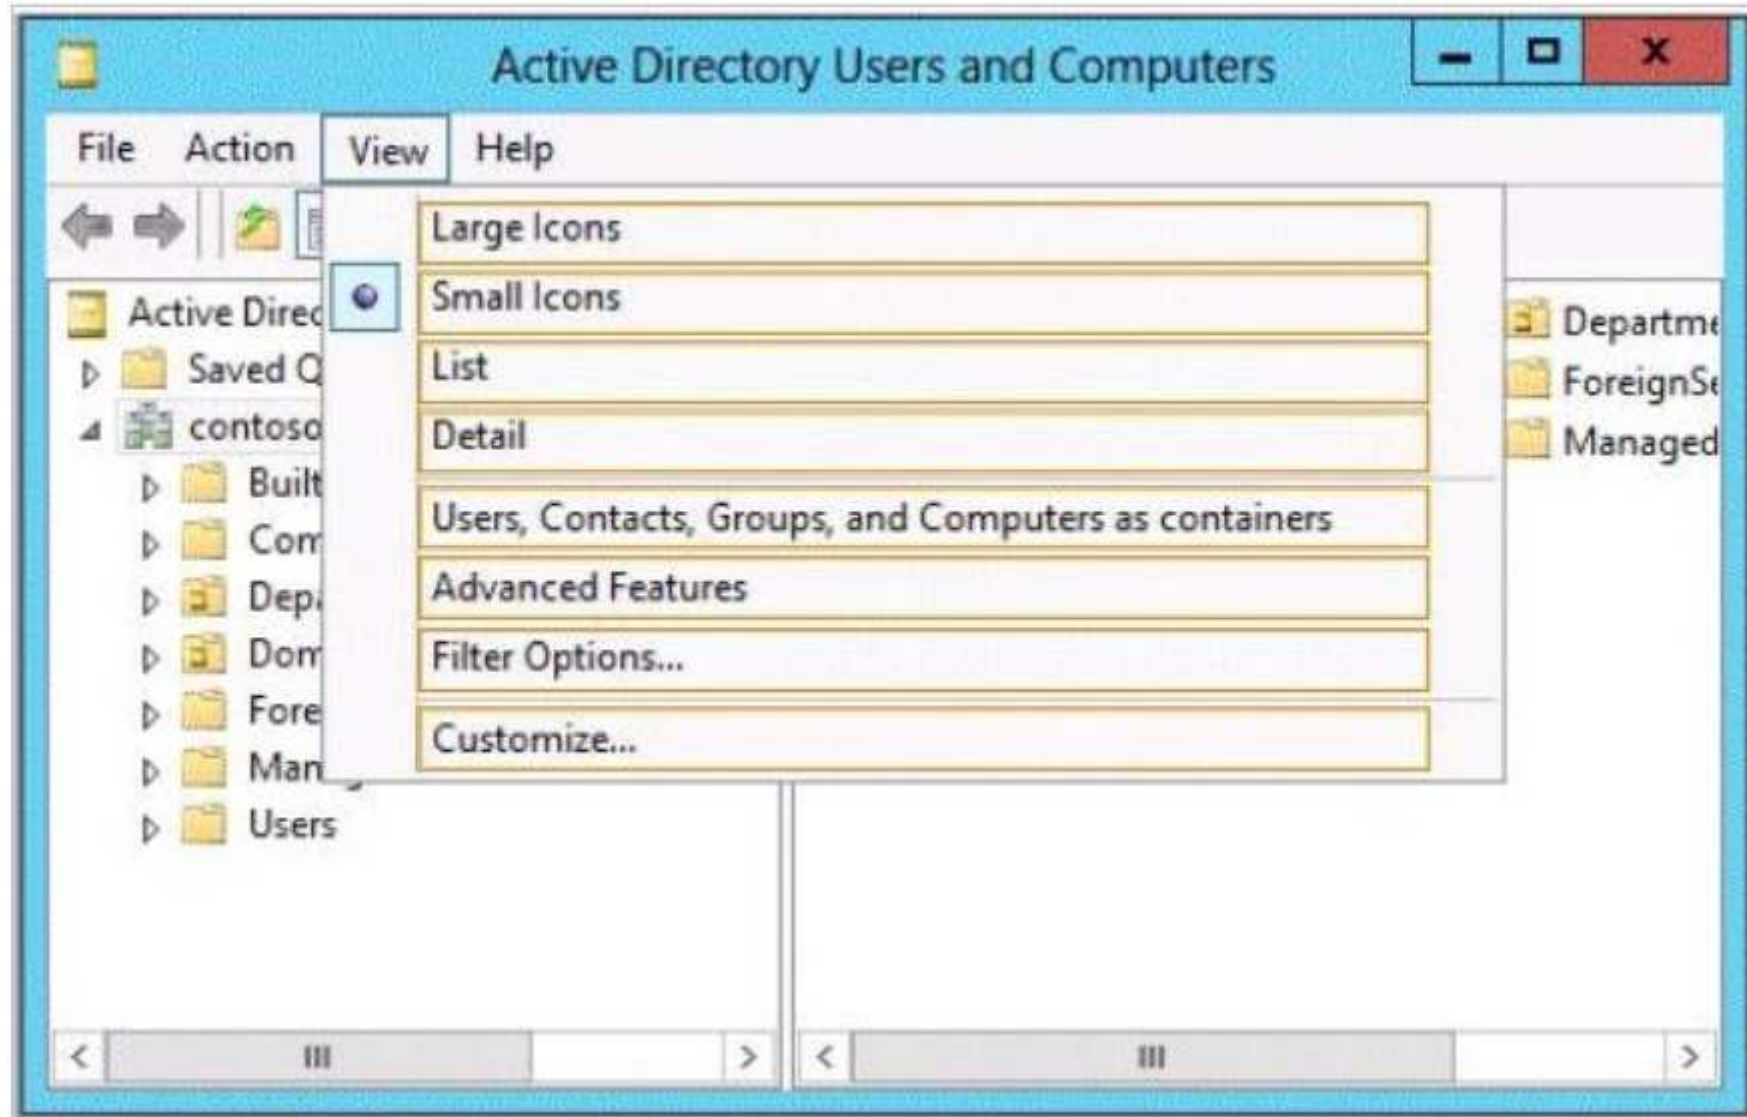 Active Directory Users and Computers
File Action View Help
Large Icons
Small Icons
List
Detail
Users, Contacts, Groups, and Computers as containers
Advanced Features
Filter Options...
Customize...
Active Direc
Saved Q
contoso
Built
Com
Depa
Dom
Fore
Man
Users
Departme
ForeignSe
Managed